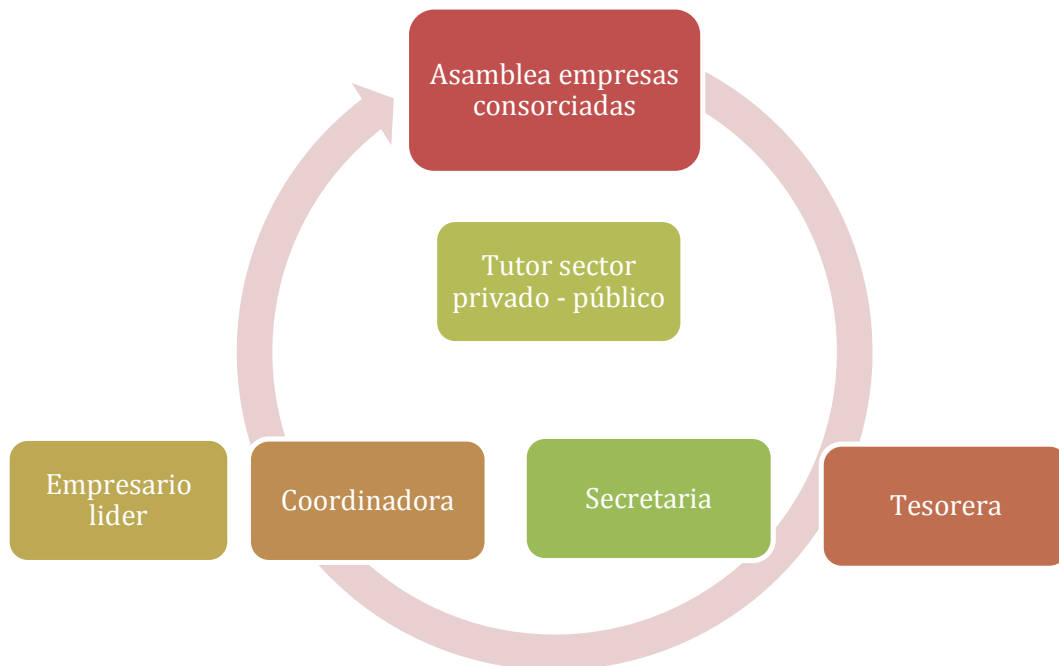 Asamblea empresas
consorciadas
Tutor sector
privado - público
Empresario
lider
Coordinadora
Secretaria
Tesorera